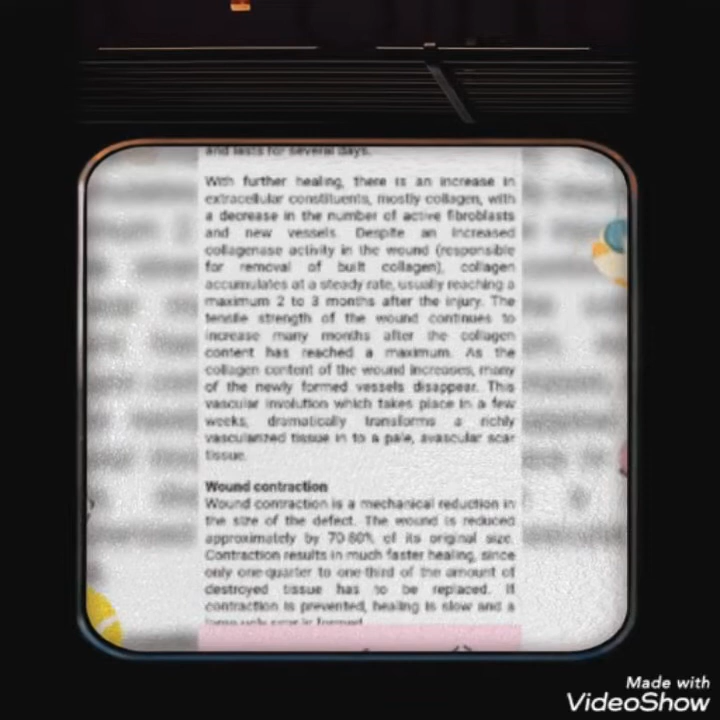 and lasts for several days.
With further healing, there is an increase in
extracellular constituents, mostly collagen, with
a decrease in the number of active fibroblasts
and new vessels. Despite an increased
collagenase activity in the wound (responsible
for removal of built collagen), collagen
accumulates at a steady rate, usually reaching a
maximum 2 to 3 months after the injury. The
tensile strength of the wound continues to
increase many months after the collagen
content has reached a maximum. As the
collagen content of the wound increases, many
of the newly formed vessels disappear. This
vascular involution which takes place in a few
weeks, dramatically transforms a richly
vascularized tissue in to a pale, avascular scar
tissue.
Wound contraction
Wound contraction is a mechanical reduction in
the size of the defect. The wound is reduced
approximately by 70-80% of its original size.
Contraction results in much faster healing, since
only one-quarter to one-third of the amount of
destroyed tissue has to be replaced. If
contraction is prevented, healing is slow and a
large ugly scar is formed.
Made with
VideoShow